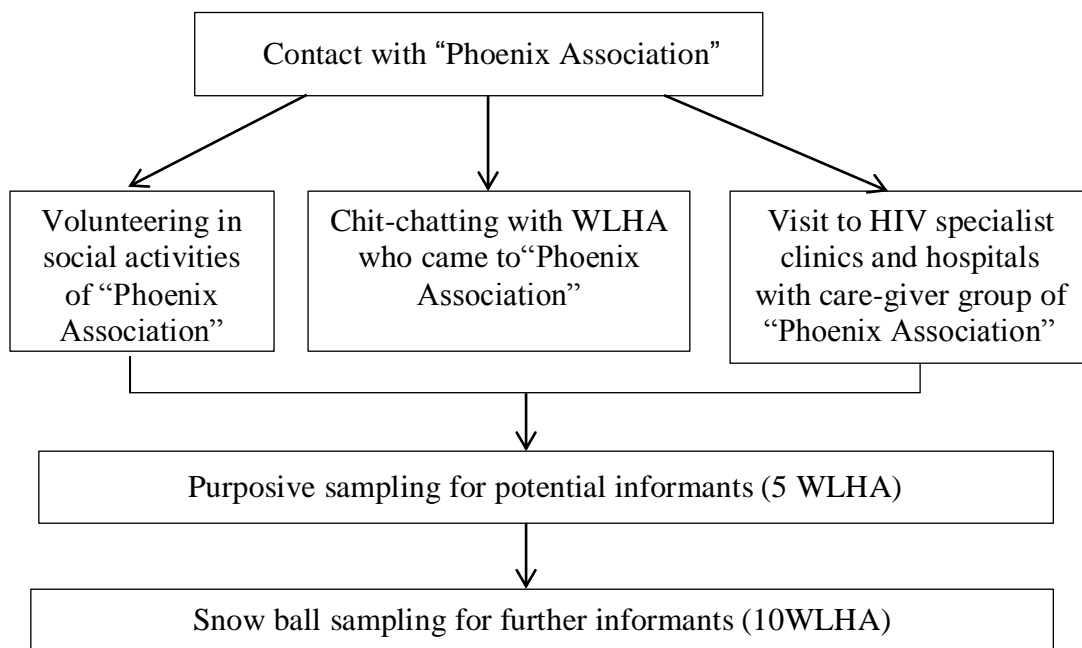 Contact with “Phoenix Association”
Volunteering in
social activities
of “Phoenix
Association”
Chit-chatting with WLHA
who came to“Phoenix
Association”
Visit to HIV specialist
clinics and hospitals
with care-giver group of
“Phoenix Association”
Purposive sampling for potential informants (5 WLHA)
Snow ball sampling for further informants (10WLHA)